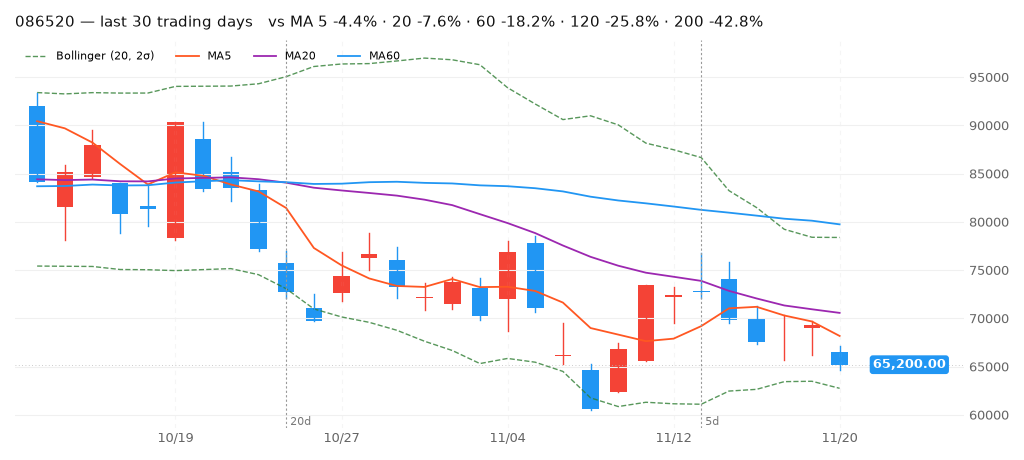 086520 — last 30 trading days   vs MA 5 -4.4% · 20 -7.6% · 60 -18.2% · 120 -25.8% · 200 -42.8%
Bollinger (20, 2σ)   MA5   MA20   MA60
95000
90000
85000
80000
75000
70000
65,200.00
65000
60000
20d   5d
10/19   10/27   11/04   11/12   11/20